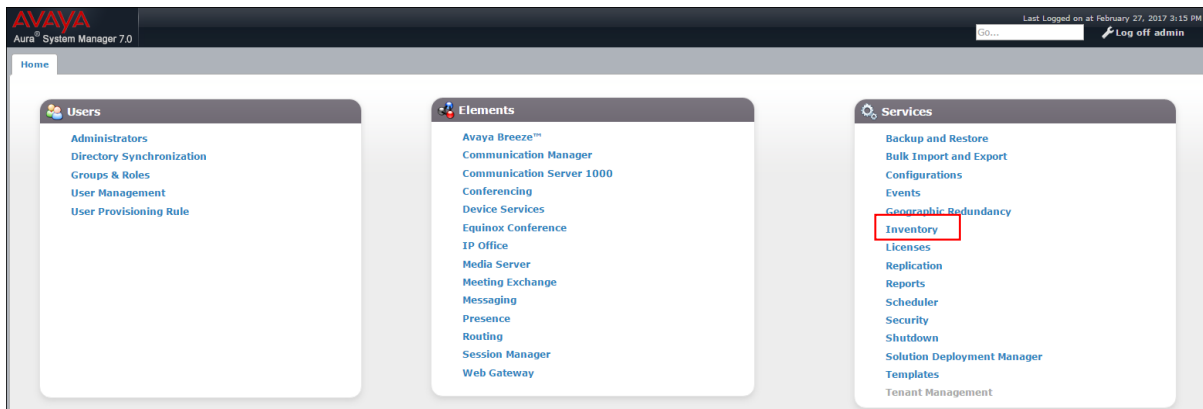 AVAYA
Aura® System Manager 7.0
Last Logged on at February 27, 2017 3:15 PM
Go...
Log off admin
Home
Users
Administrators
Directory Synchronization
Groups & Roles
User Management
User Provisioning Rule
Elements
Avaya Breeze™
Communication Manager
Communication Server 1000
Conferencing
Device Services
Equinox Conference
IP Office
Media Server
Meeting Exchange
Messaging
Presence
Routing
Session Manager
Web Gateway
Services
Backup and Restore
Bulk Import and Export
Configurations
Events
Geographic Redundancy
Inventory
Licenses
Replication
Reports
Scheduler
Security
Shutdown
Solution Deployment Manager
Templates
Tenant Management